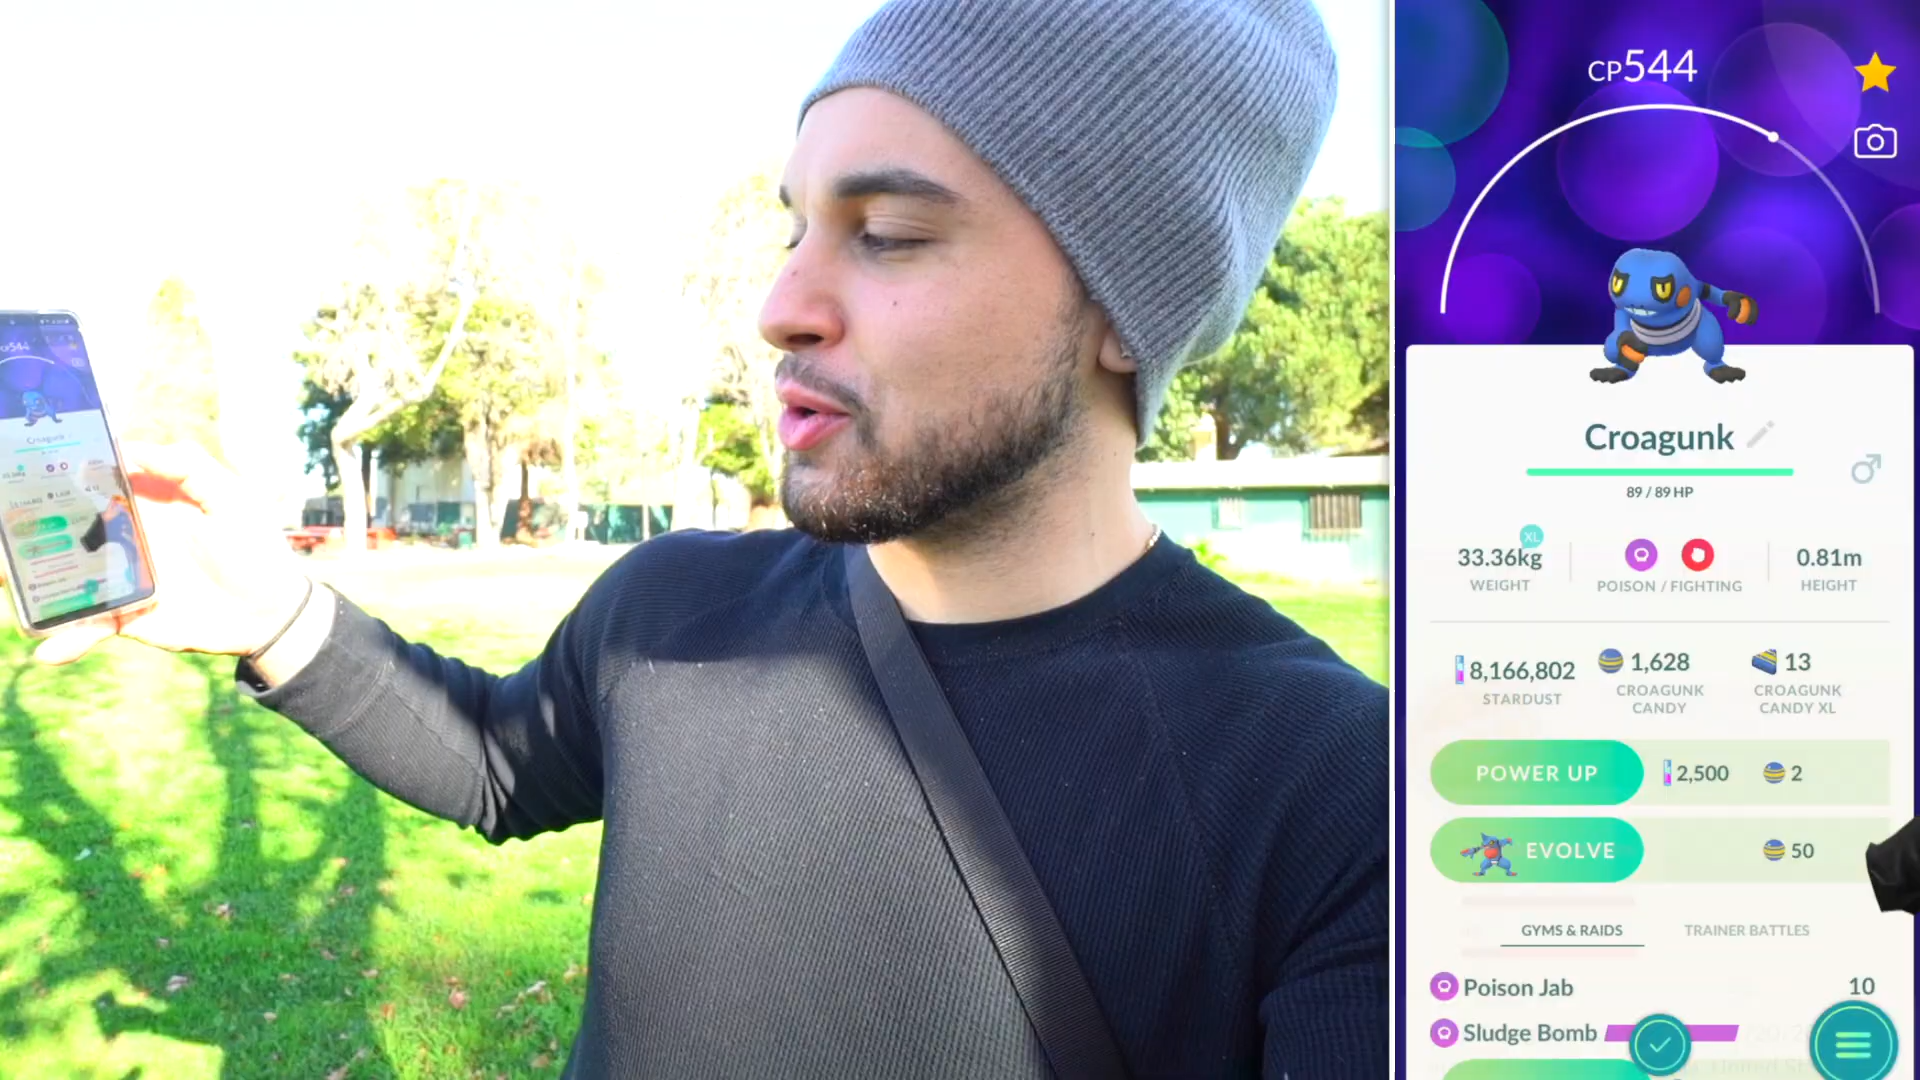 CP544
Croagunk
89 / 89 HP
XL
33.36kg
WEIGHT
POISON / FIGHTING
0.81m
HEIGHT
8,166,802
STARDUST
1,628
CROAGUNK
CANDY
13
CROAGUNK
CANDY XL
POWER UP
2,500
2
EVOLVE
50
GYMS & RAIDS
TRAINER BATTLES
Poison Jab
10
Sludge Bomb
CP544
Croagunk